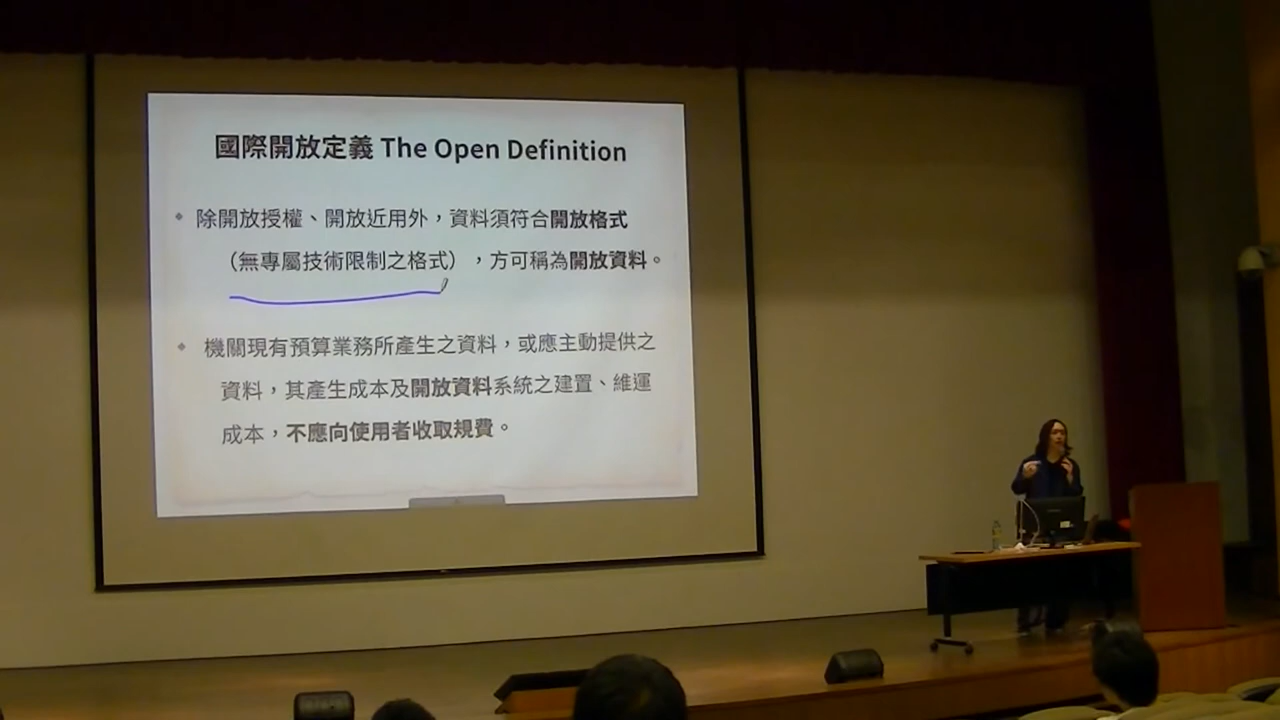 國際開放定義 The Open Definition
除開放授權、開放近用外，資料須符合開放格式
（無專屬技術限制之格式），方可稱為開放資料。
機關現有預算業務所產生之資料，或應主動提供之
資料，其產生成本及開放資料系統之建置、維運
成本，不應向使用者收取規費。